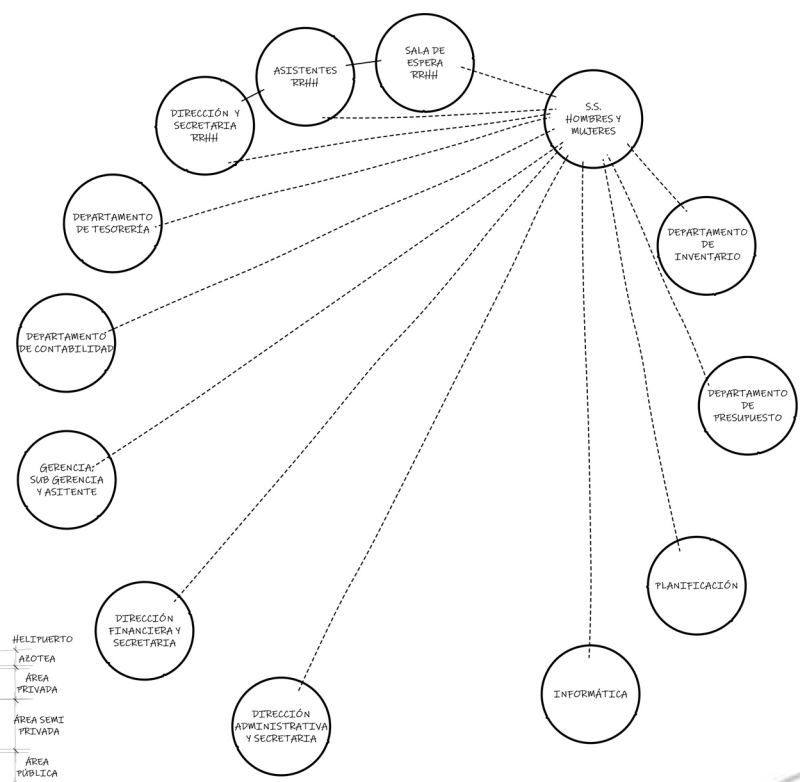 SALA DE
ESPERA
RRHH
ASISTENTES
RRHH
DIRECCIÓN Y
SECRETARIA
RRHH
S.S.
HOMBRES Y
MUJERES
DEPARTAMENTO
DE TESORERÍA
DEPARTAMENTO
DE
INVENTARIO
DEPARTAMENTO
DE CONTABILIDAD
DEPARTAMENTO
DE
PRESUPUESTO
GERENCIA,
SUB GERENCIA
Y ASITENTE
PLANIFICACIÓN
DIRECCIÓN
FINANCIERA Y
SECRETARIA
INFORMÁTICA
DIRECCIÓN
ADMINISTRATIVA
Y SECRETARIA
HELIPUERTO
AZOTEA
ÁREA
PRIVADA
ÁREA SEMI
PRIVADA
ÁREA
PÚBLICA